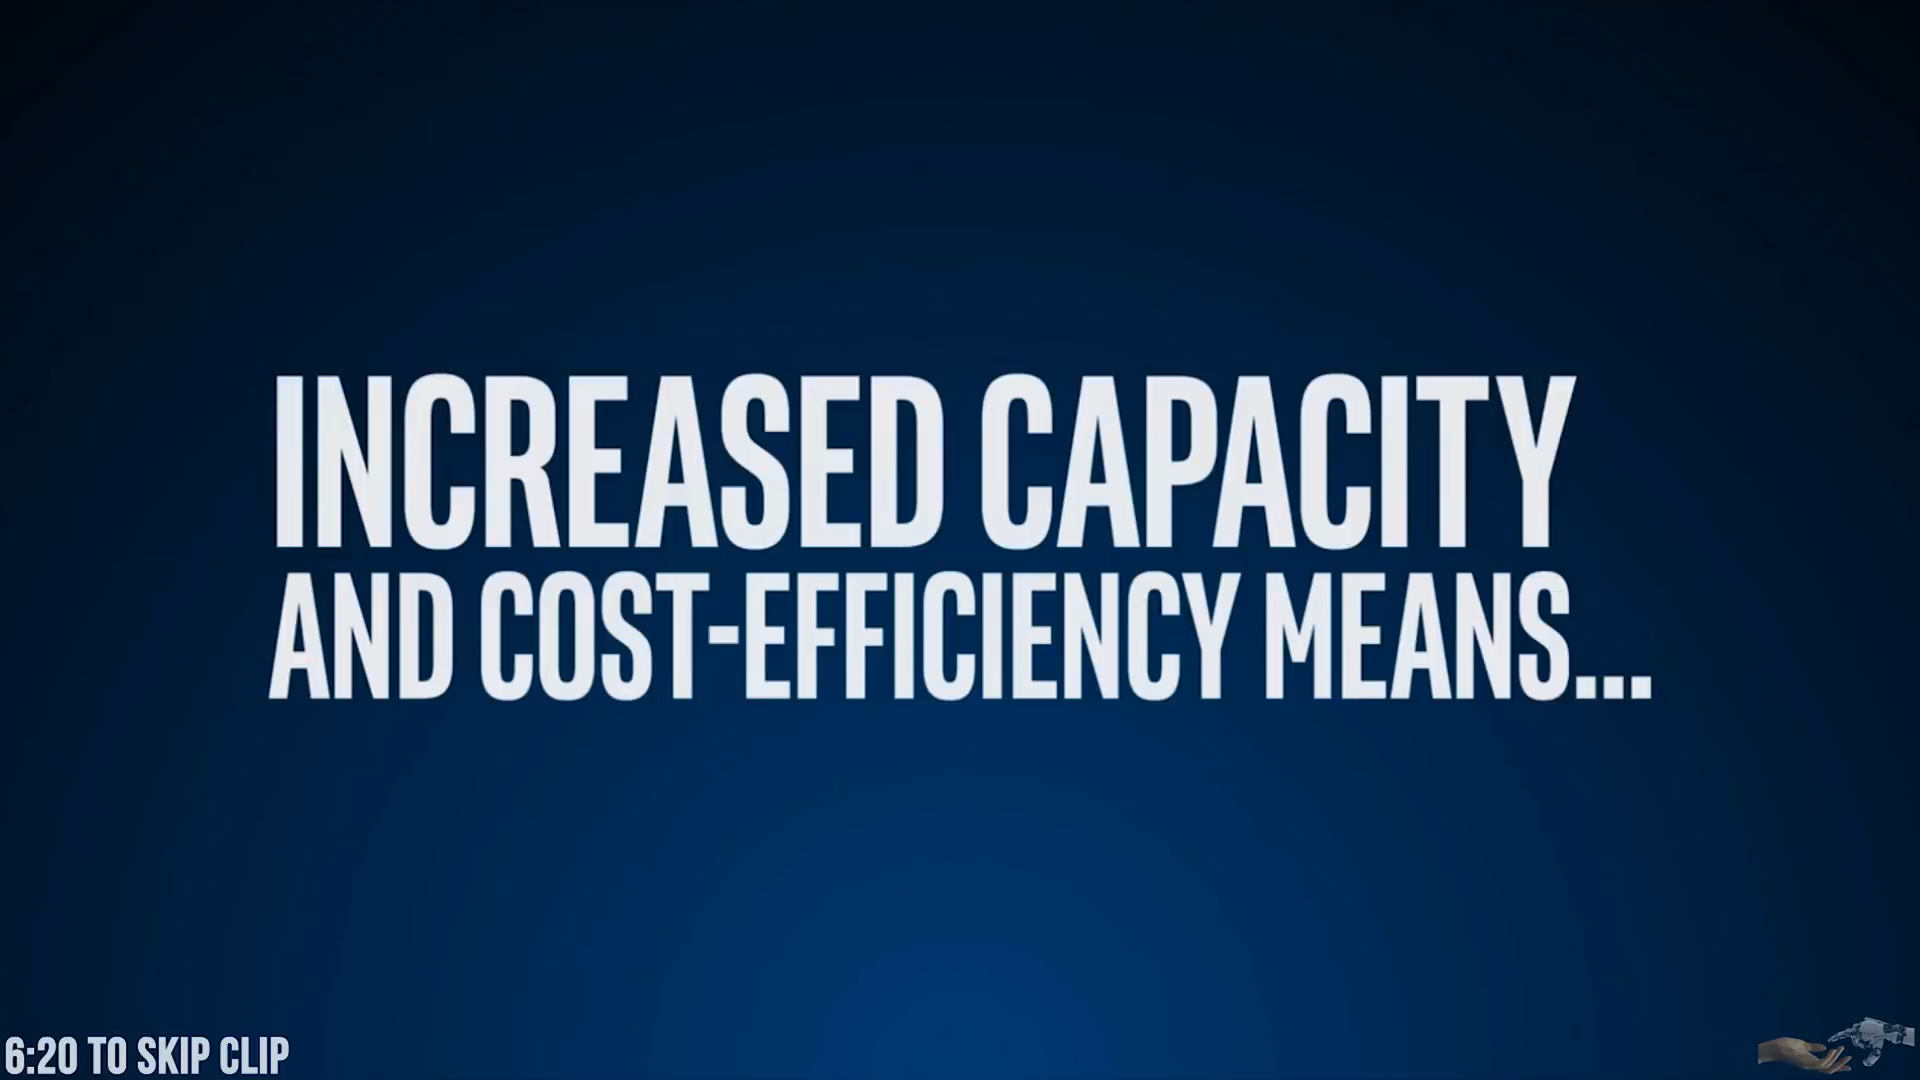 INCREASED CAPACITY
AND COST-EFFICIENCY MEANS...
6:20 TO SKIP CLIP